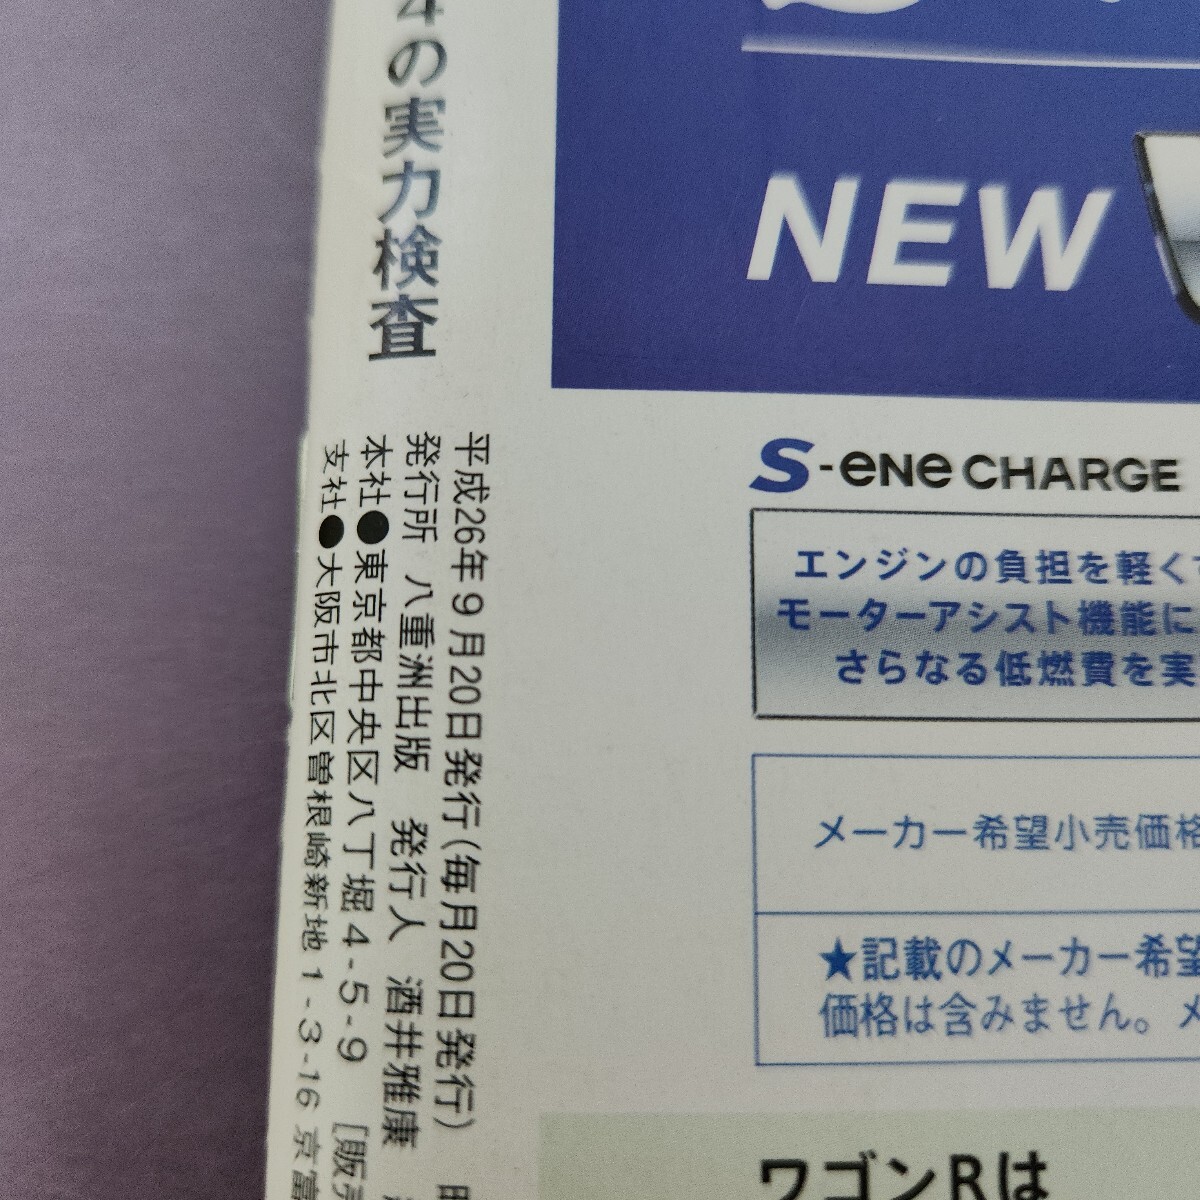 4の実力検査
平成26年9月20日発行(毎月20日発行)
発行所 八重洲出版 発行人 酒井雅康
本社●東京都中央区八丁堀4-5-9 [販売
支社●大阪市北区曽根崎新地1-3-16 京富
NEW
S-eNe CHARGE
エンジンの負担を軽くす
モーターアシスト機能に
さらなる低燃費を実
メーカー希望小売価格
★記載のメーカー希望
価格は含みません。メ
ワゴンRは